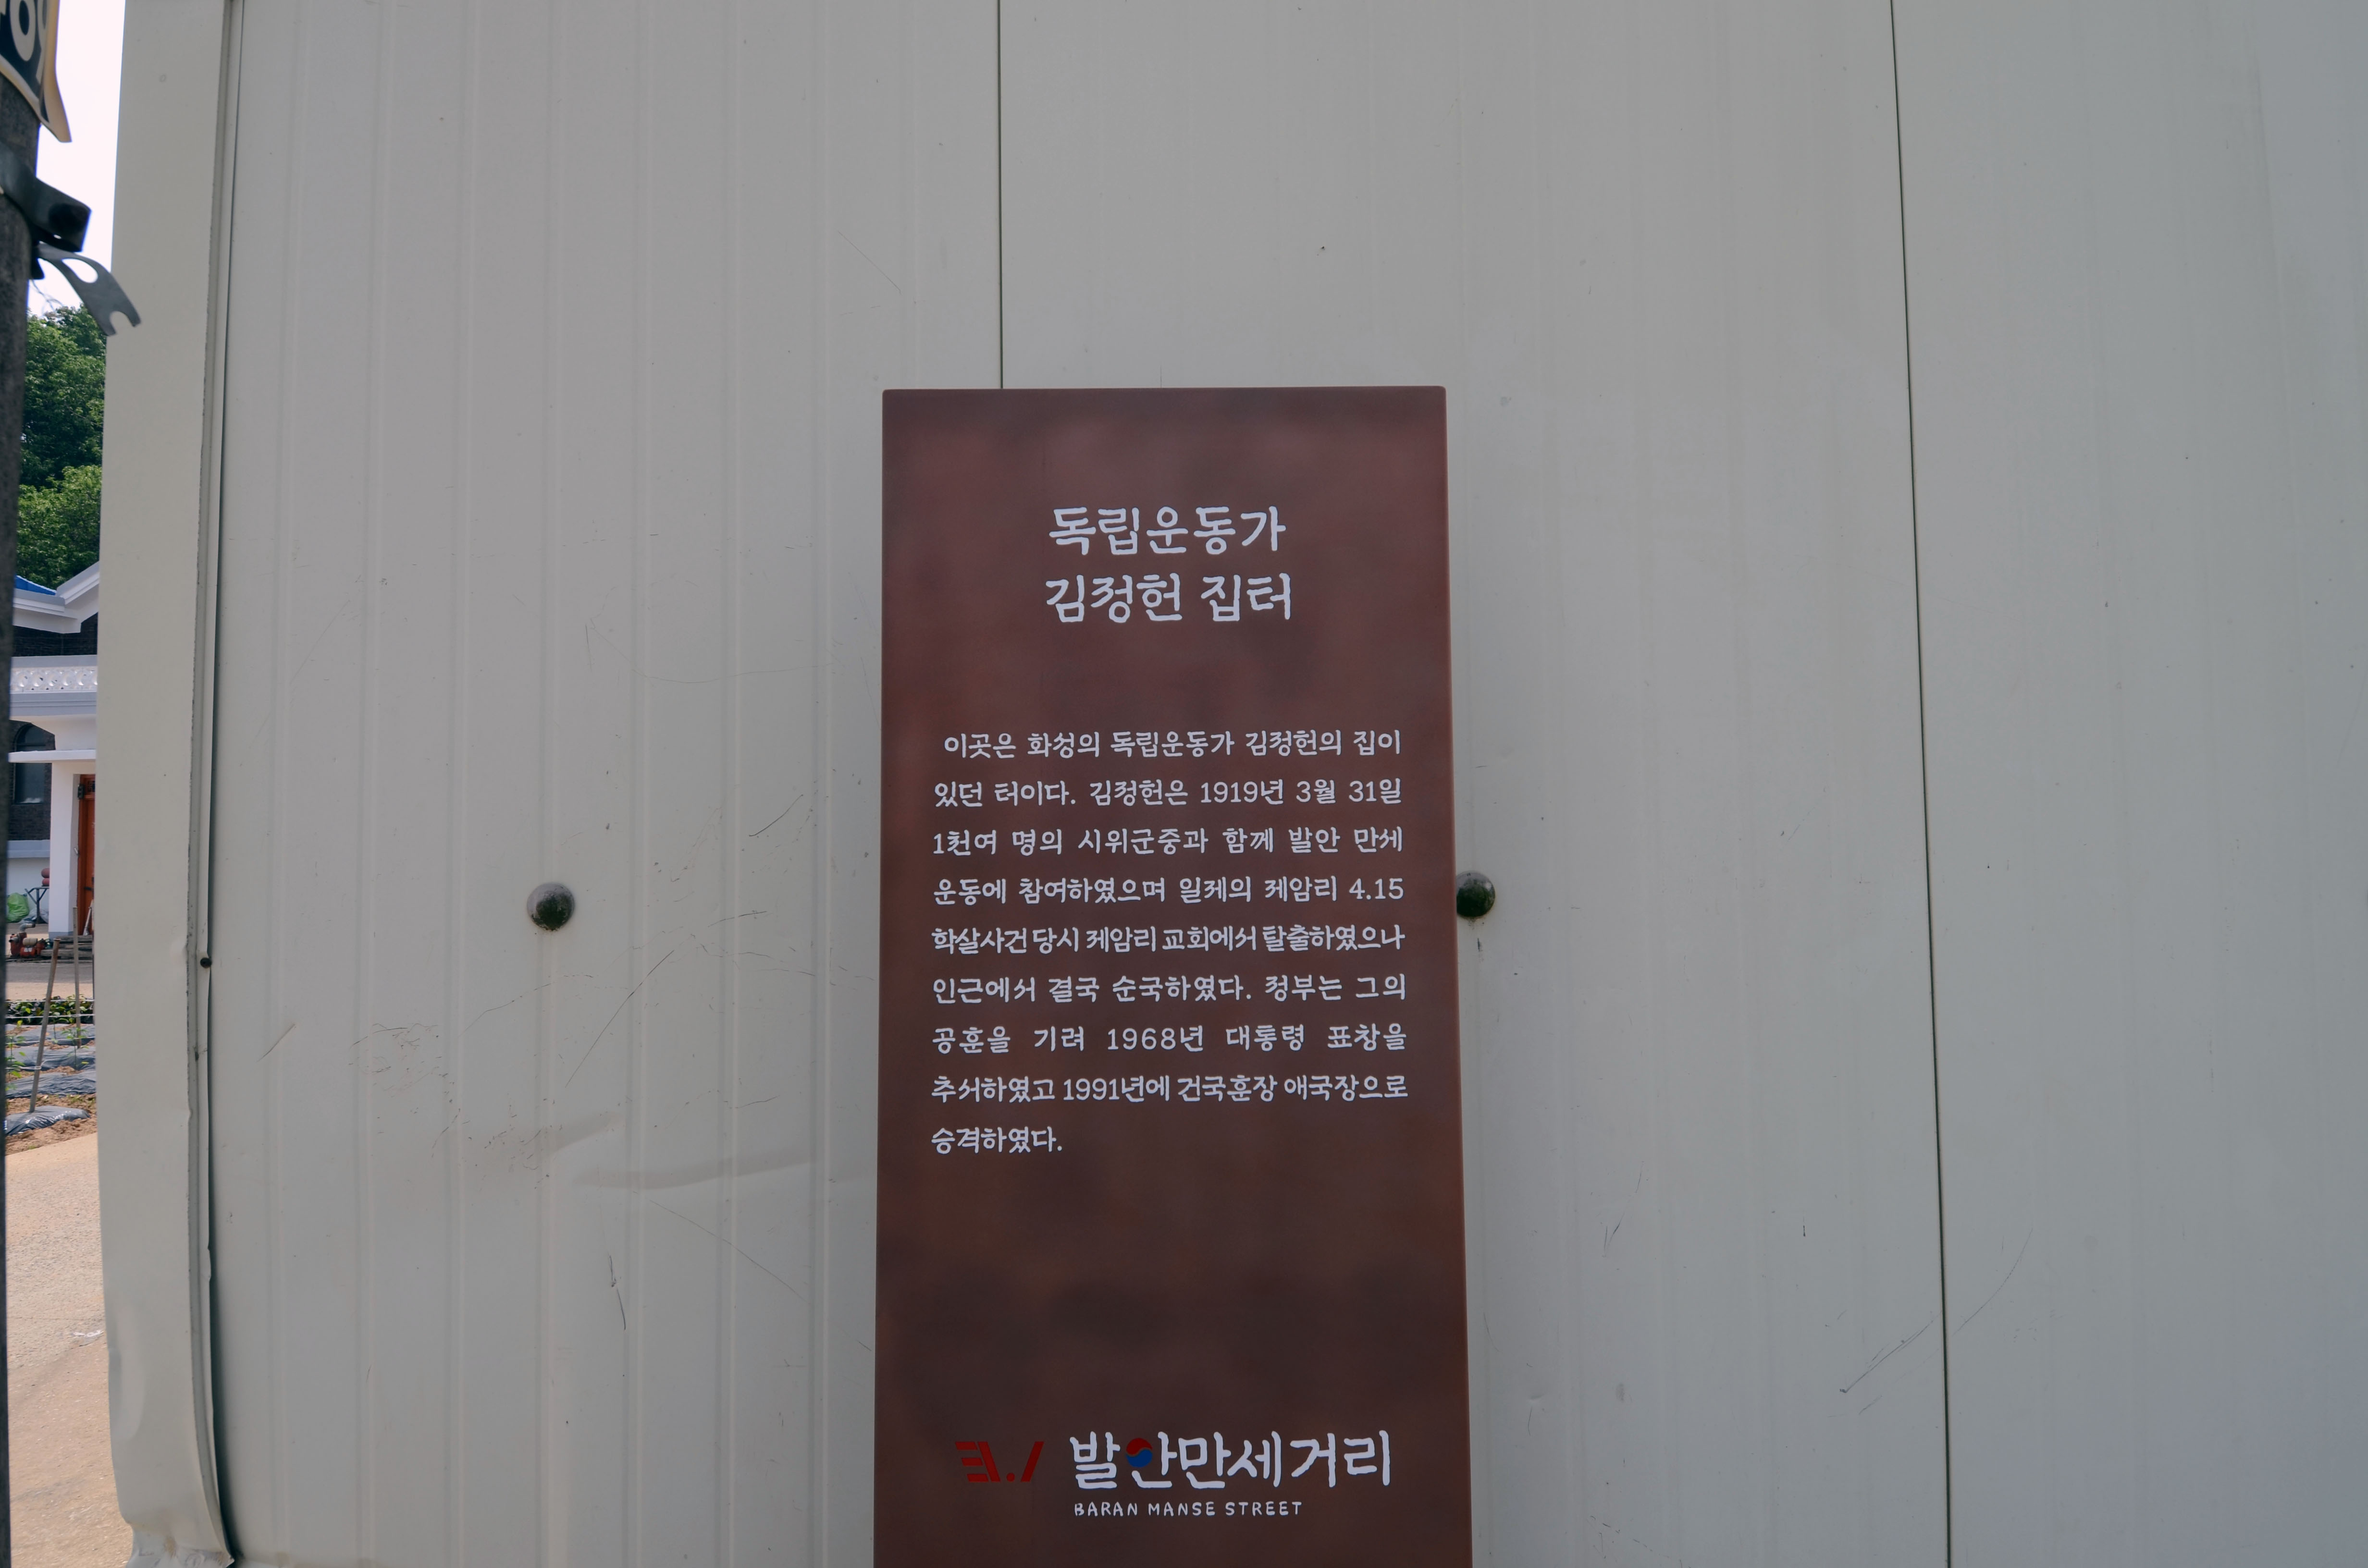 독립운동가
김정헌 집터
이곳은 화성의 독립운동가 김정헌의 집이
있던 터이다. 김정헌은 1919년 3월 31일
1천여 명의 시위군중과 함께 발안 만세
운동에 참여하였으며 일제의 제암리 4.15
학살사건 당시 제암리 교회에서 탈출하였으나
인근에서 결국 순국하였다. 정부는 그의
공훈을 기려 1968년 대통령 표창을
추서하였고 1991년에 건국훈장 애국장으로
승격하였다.
발안만세거리
BARAN MANSE STREET